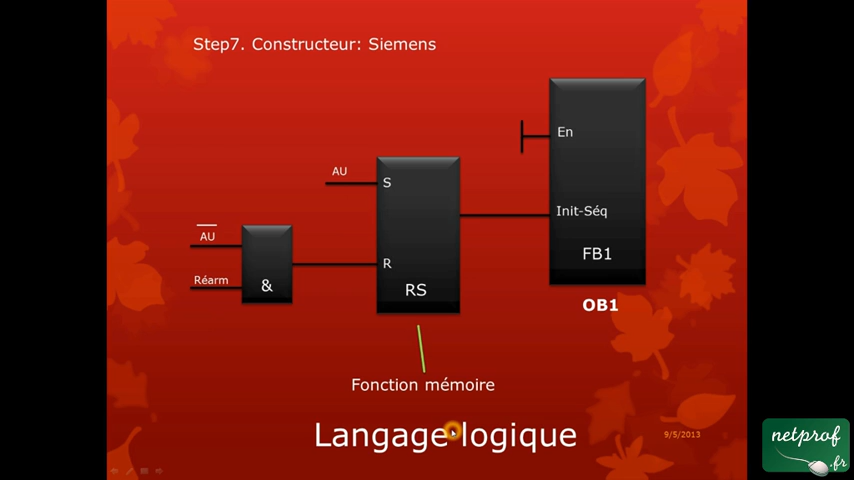 Step7. Constructeur: Siemens
En
AU
S
Init-Séq
AU
FB1
R
Réarm
&
RS
OB1
Fonction mémoire
Langage logique
9/5/2013
netprof
.fr